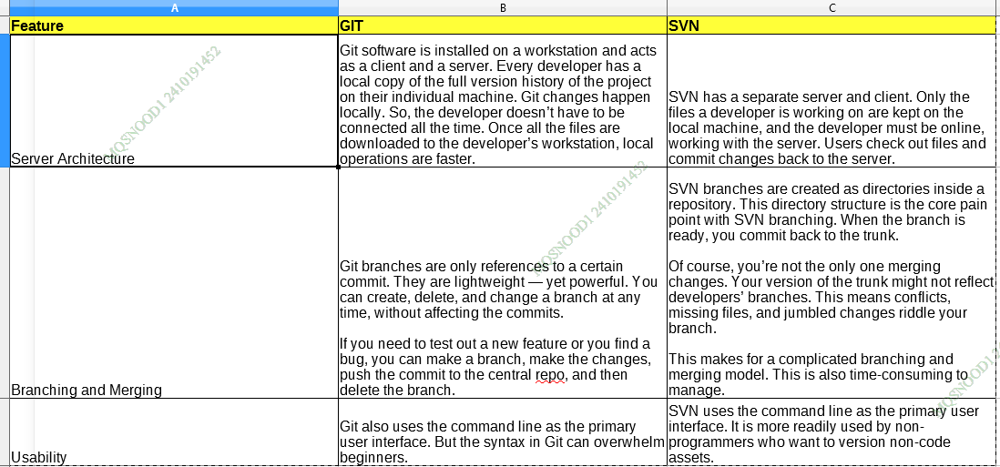 A
B
C
Feature
GIT
SVN
Server Architecture
Git software is installed on a workstation and acts
as a client and a server. Every developer has a
local copy of the full version history of the project
on their individual machine. Git changes happen
locally. So, the developer doesn't have to be
connected all the time. Once all the files are
downloaded to the developer's workstation, local
operations are faster.
SVN has a separate server and client. Only the
files a developer is working on are kept on the
local machine, and the developer must be online,
working with the server. Users check out files and
commit changes back to the server.
Branching and Merging
Git branches are only references to a certain
commit. They are lightweight — yet powerful. You
can create, delete, and change a branch at any
time, without affecting the commits.
If you need to test out a new feature or you find a
bug, you can make a branch, make the changes,
push the commit to the central repo, and then
delete the branch.
SVN branches are created as directories inside a
repository. This directory structure is the core pain
point with SVN branching. When the branch is
ready, you commit back to the trunk.
Of course, you're not the only one merging
changes. Your version of the trunk might not reflect
developers' branches. This means conflicts,
missing files, and jumbled changes riddle your
branch.
This makes for a complicated branching and
merging model. This is also time-consuming to
manage.
Usability
Git also uses the command line as the primary
user interface. But the syntax in Git can overwhelm
beginners.
SVN uses the command line as the primary user
interface. It is more readily used by non-
programmers who want to version non-code
assets.
MQSNOOD1 2410191452
MQSNOOD1 2410191452